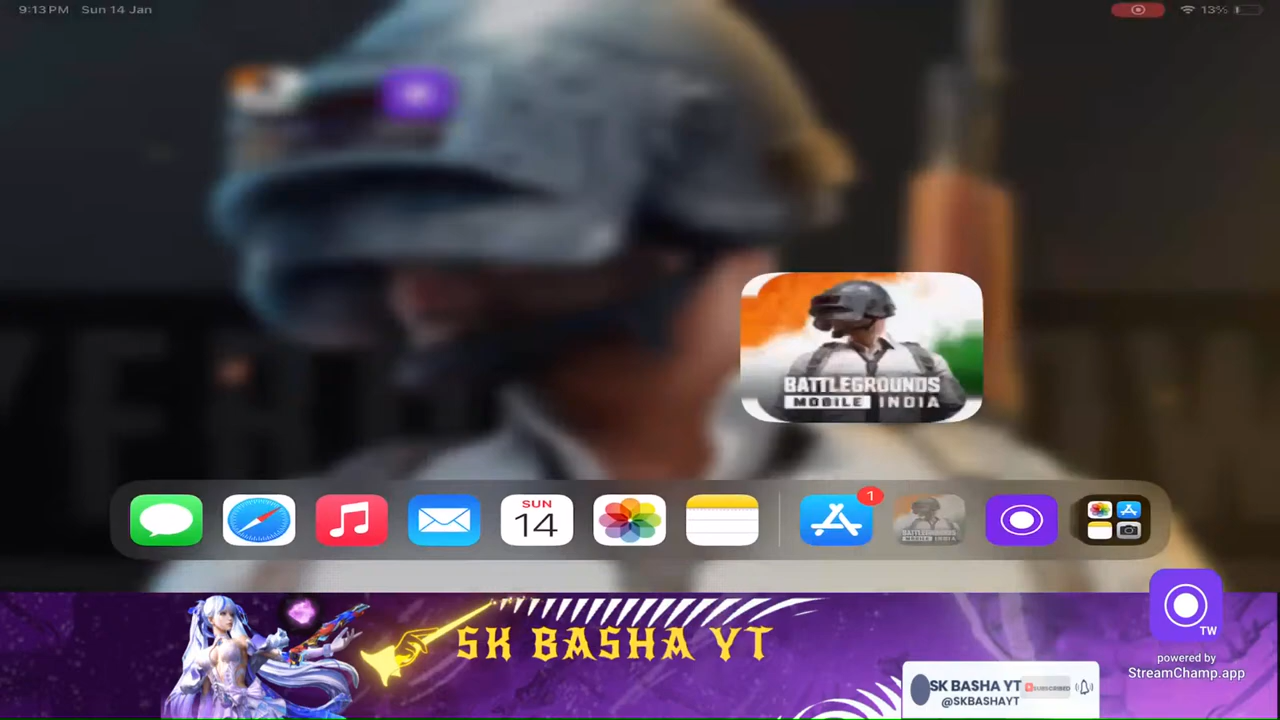 9:13 PM Sun 14 Jan
13%
BATTLEGROUNDS
MOBILE INDIA
SUN
14
1
SK BASHA YT
TW
powered by
StreamChamp.app
SK BASHA YT SUBSCRIBED
@SKBASHAYT